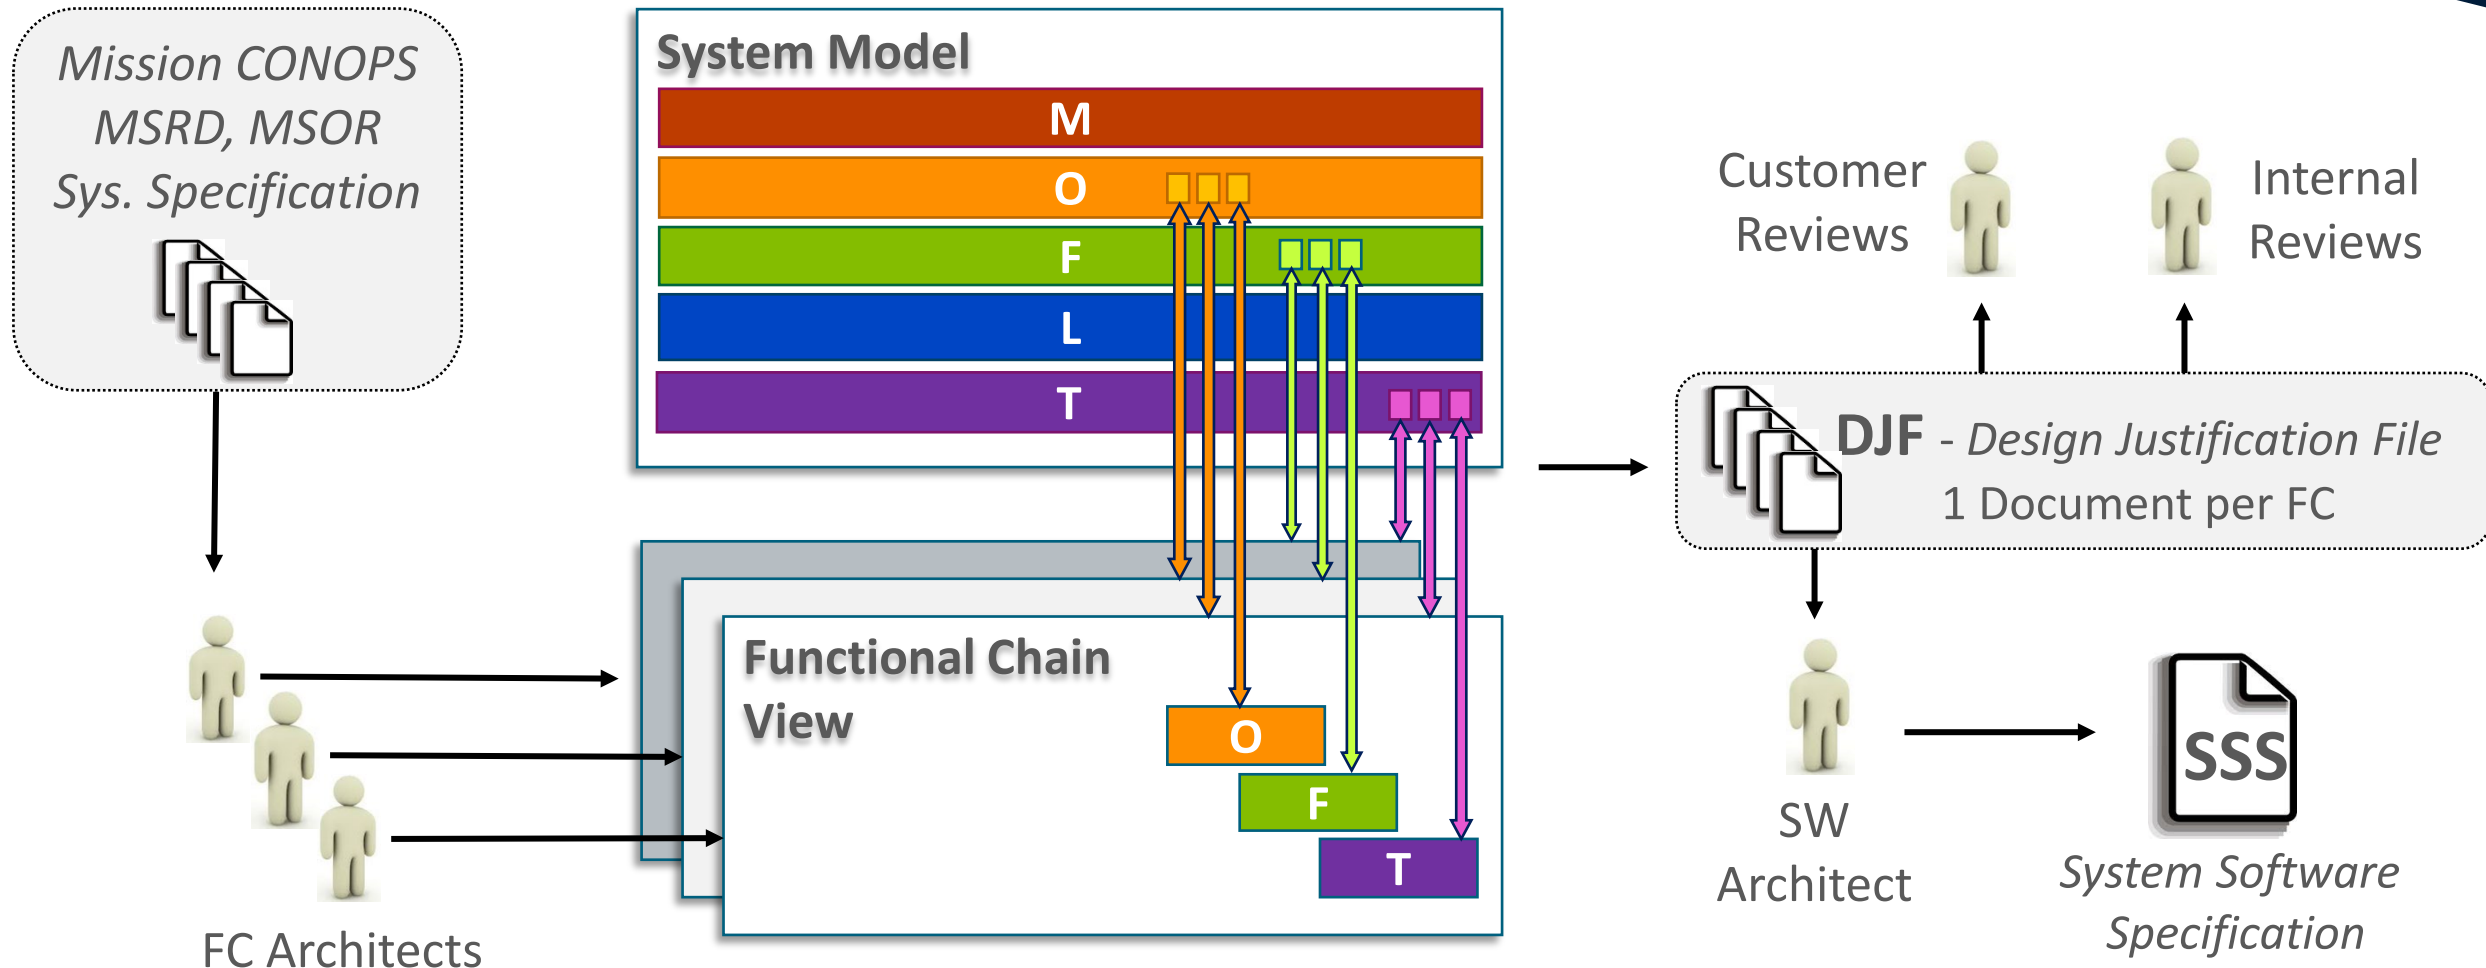 Mission CONOPS
MSRD, MSOR
Sys. Specification
System Model
M
O
F
L
T
Functional Chain
View
O
F
T
FC Architects
Customer
Reviews
Internal
Reviews
DJF - Design Justification File
1 Document per FC
SW
Architect
SSS
System Software
Specification